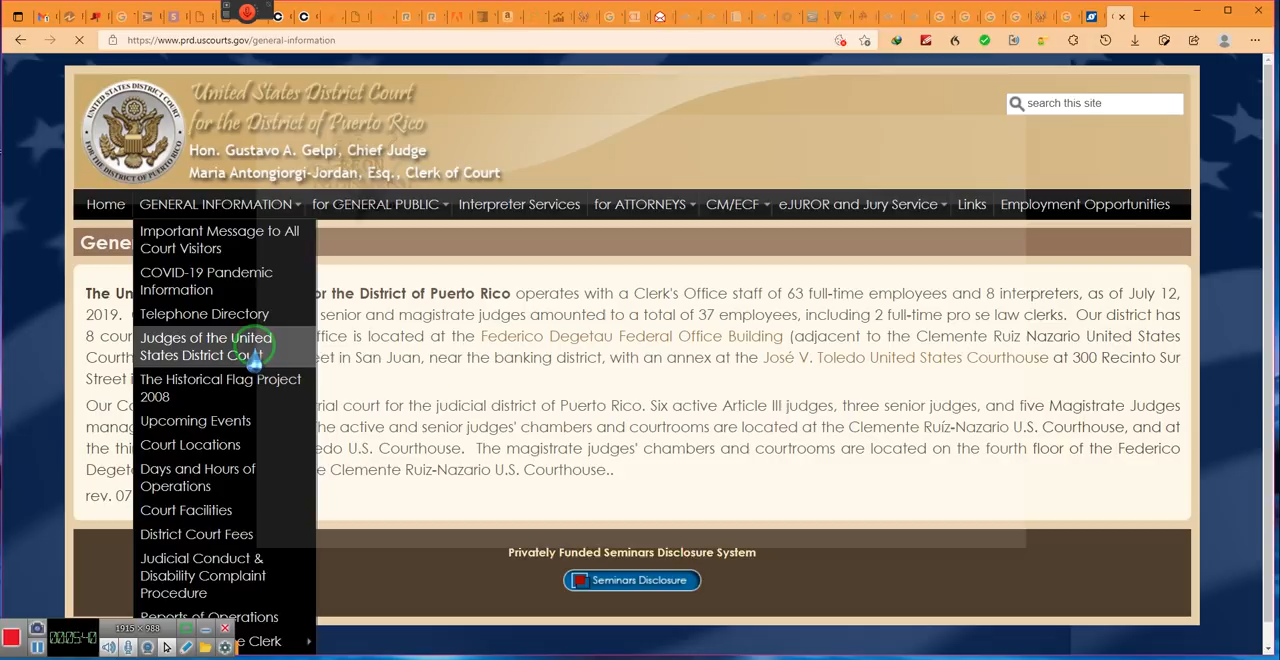 https://www.prd.uscourts.gov/general-information
United States District Court
for the District of Puerto Rico
Hon. Gustavo A. Gelpi, Chief Judge
Maria Antongiorgi-Jordan, Esq., Clerk of Court
search this site
Home GENERAL INFORMATION for GENERAL PUBLIC Interpreter Services for ATTORNEYS CM/ECF eJUROR and Jury Service Links Employment Opportunities
Important Message to All
Court Visitors
COVID-19 Pandemic
Information
Telephone Directory
Judges of the United
States District Court
The Historical Flag Project
2008
Upcoming Events
Court Locations
Days and Hours of
Operations
Court Facilities
District Court Fees
Judicial Conduct &
Disability Complaint
Procedure
Reports of Operations
e Clerk
Gene
The Un or the District of Puerto Rico operates with a Clerk's Office staff of 63 full-time employees and 8 interpreters, as of July 12,
2019. senior and magistrate judges amounted to a total of 37 employees, including 2 full-time pro se law clerks. Our district has
8 cour ffice is located at the Federico Degetau Federal Office Building (adjacent to the Clemente Ruiz Nazario United States
Courth eet in San Juan, near the banking district, with an annex at the José V. Toledo United States Courthouse at 300 Recinto Sur
Street i
Our Co rial court for the judicial district of Puerto Rico. Six active Article III judges, three senior judges, and five Magistrate Judges
manag he active and senior judges' chambers and courtrooms are located at the Clemente Ruíz-Nazario U.S. Courthouse, and at
the thi edo U.S. Courthouse. The magistrate judges' chambers and courtrooms are located on the fourth floor of the Federico
Degeta e Clemente Ruiz-Nazario U.S. Courthouse..
rev. 07
Privately Funded Seminars Disclosure System
Seminars Disclosure
1915 x 988
000:5:40